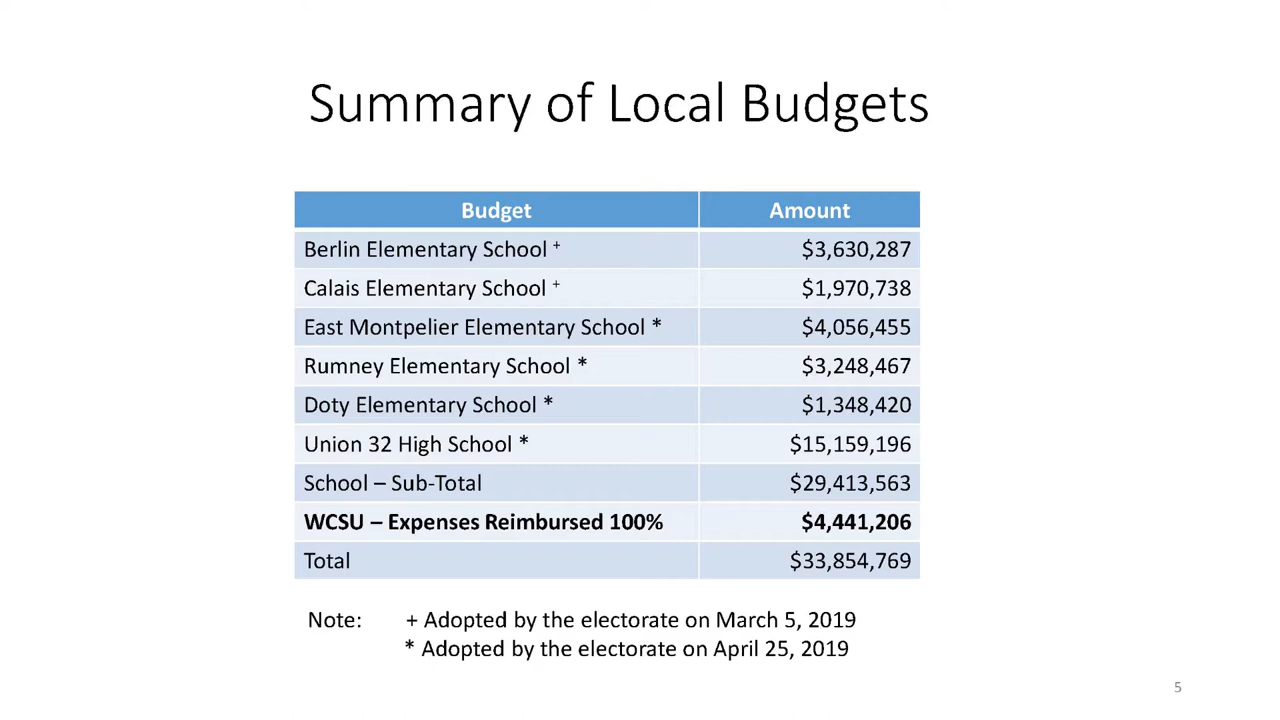 Summary of Local Budgets
Budget Amount
Berlin Elementary School + $3,630,287
Calais Elementary School + $1,970,738
East Montpelier Elementary School * $4,056,455
Rumney Elementary School * $3,248,467
Doty Elementary School * $1,348,420
Union 32 High School * $15,159,196
School – Sub-Total $29,413,563
WCSU – Expenses Reimbursed 100% $4,441,206
Total $33,854,769
Note: + Adopted by the electorate on March 5, 2019
* Adopted by the electorate on April 25, 2019
5